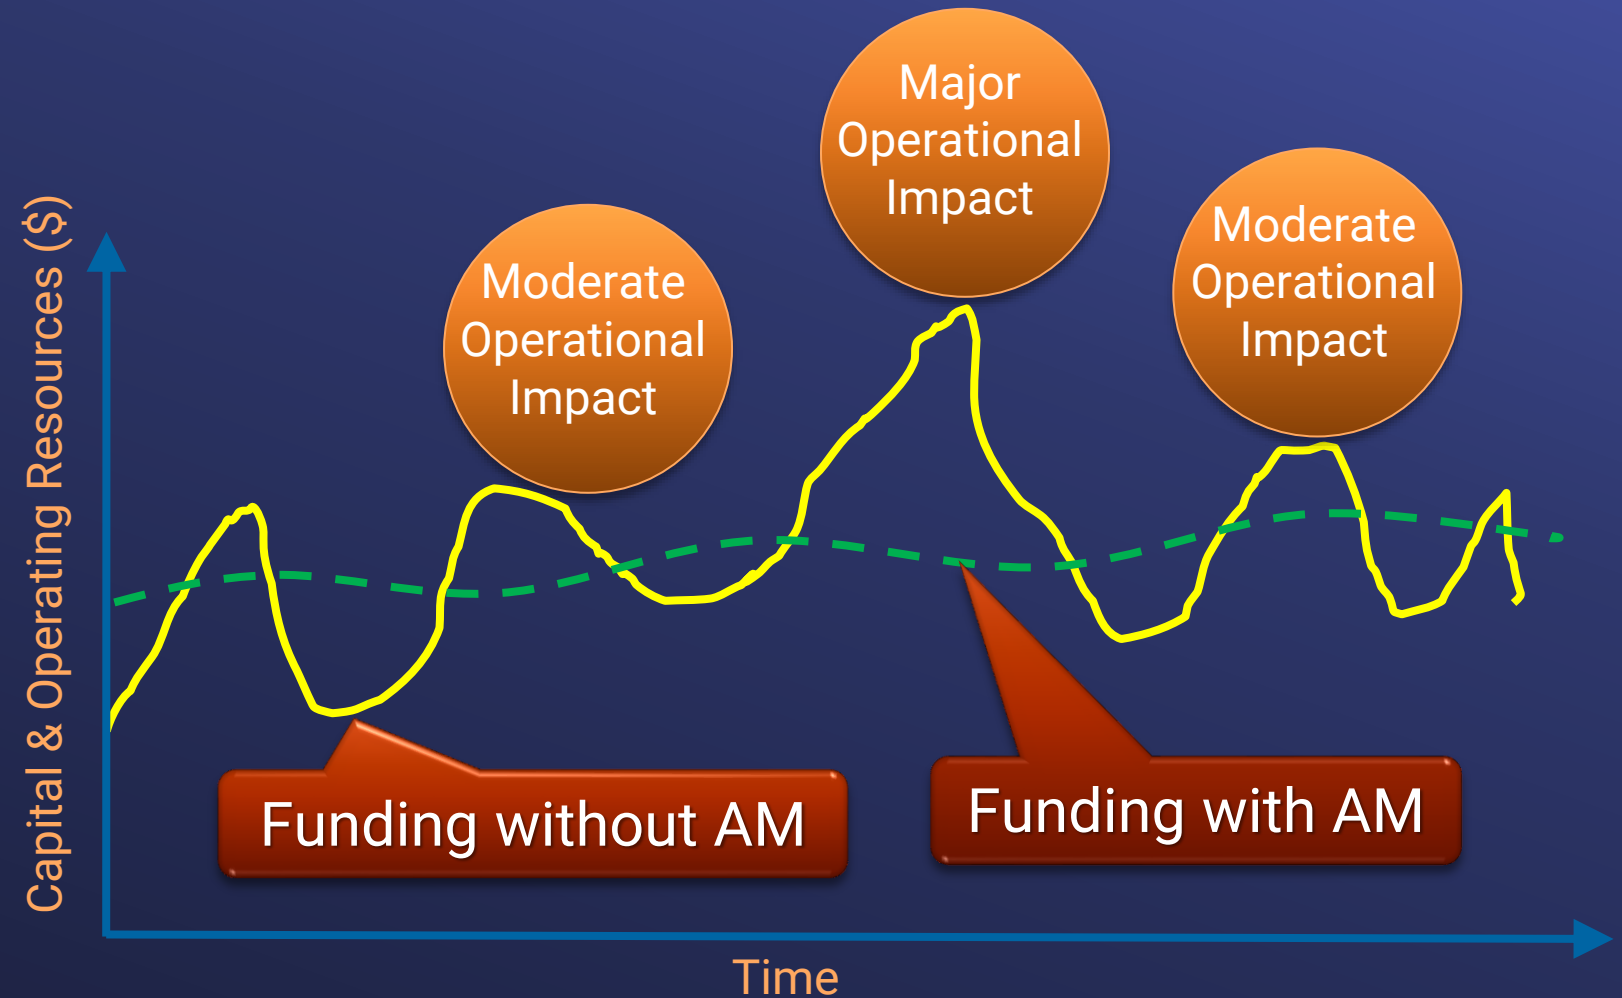 Major
Operational
Impact
Moderate
Operational
Impact
Moderate
Operational
Impact
Capital & Operating Resources ($)
Funding without AM
Funding with AM
Time